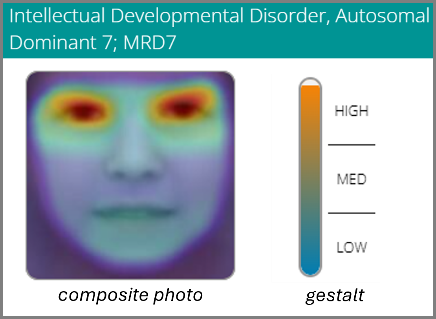 Intellectual Developmental Disorder, Autosomal
Dominant 7; MRD7
HIGH
MED
LOW
composite photo
gestalt